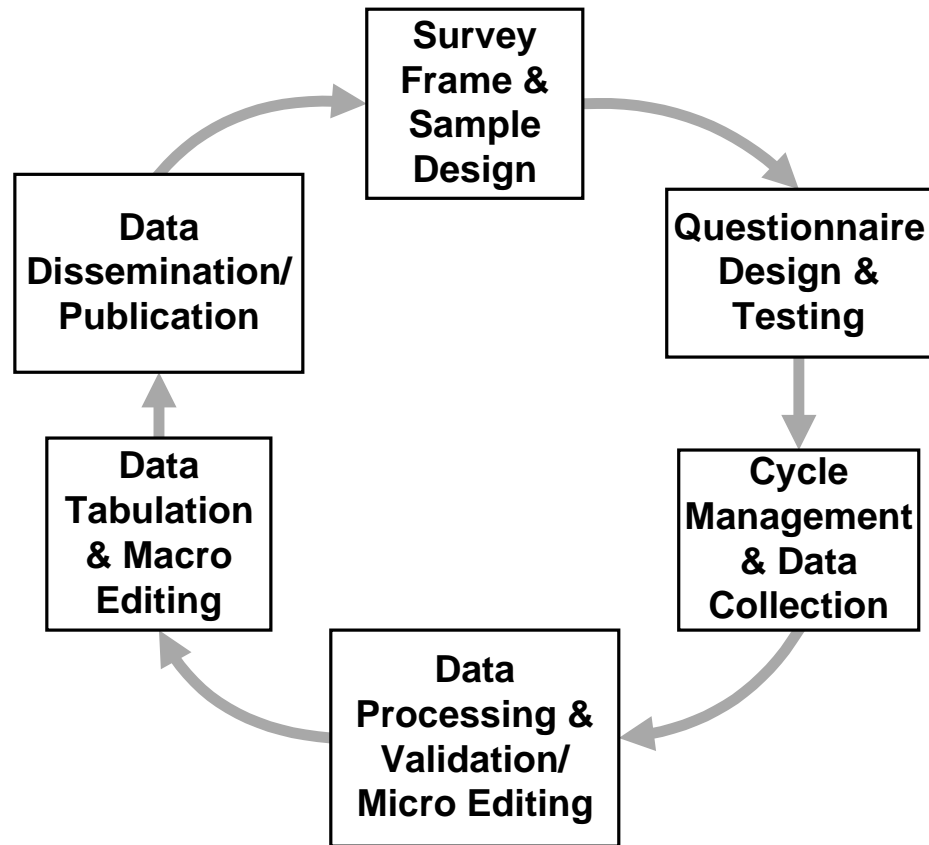 Survey
Frame &
Sample
Design
Questionnaire
Design &
Testing
Cycle
Management
& Data
Collection
Data
Processing &
Validation/
Micro Editing
Data
Tabulation
& Macro
Editing
Data
Dissemination/
Publication